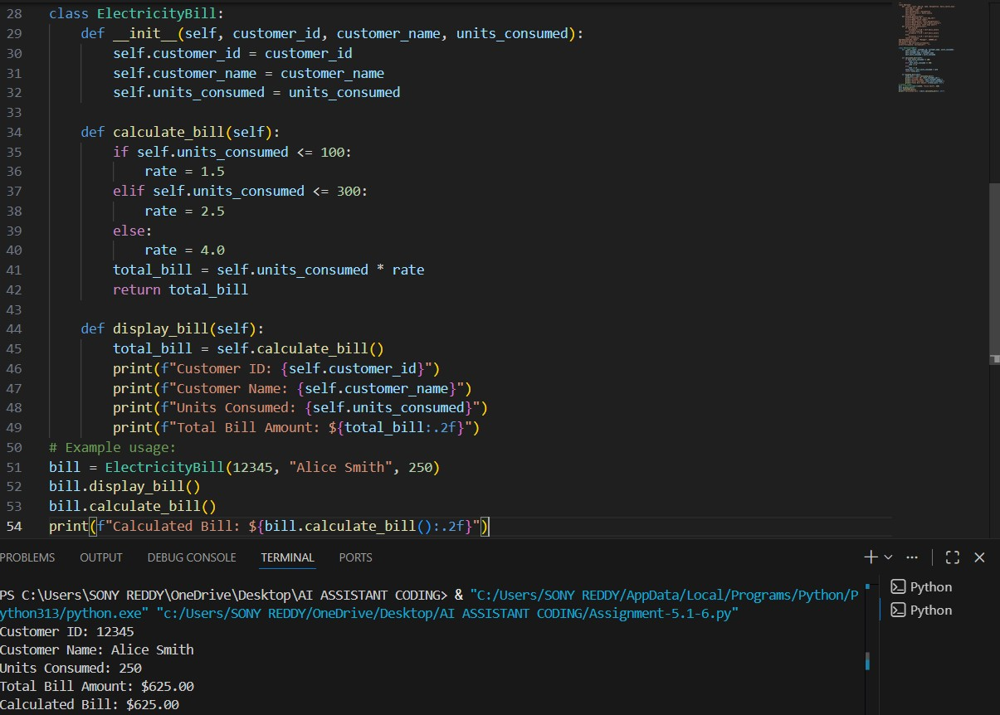 28 class ElectricityBill:
29     def __init__(self, customer_id, customer_name, units_consumed):
30         self.customer_id = customer_id
31         self.customer_name = customer_name
32         self.units_consumed = units_consumed
33
34     def calculate_bill(self):
35         if self.units_consumed <= 100:
36             rate = 1.5
37         elif self.units_consumed <= 300:
38             rate = 2.5
39         else:
40             rate = 4.0
41         total_bill = self.units_consumed * rate
42         return total_bill
43
44     def display_bill(self):
45         total_bill = self.calculate_bill()
46         print(f"Customer ID: {self.customer_id}")
47         print(f"Customer Name: {self.customer_name}")
48         print(f"Units Consumed: {self.units_consumed}")
49         print(f"Total Bill Amount: ${total_bill:.2f}")
50 # Example usage:
51 bill = ElectricityBill(12345, "Alice Smith", 250)
52 bill.display_bill()
53 bill.calculate_bill()
54 print(f"Calculated Bill: ${bill.calculate_bill():.2f}")
PROBLEMS OUTPUT DEBUG CONSOLE TERMINAL PORTS
PS C:\Users\SONY REDDY\OneDrive\Desktop\AI ASSISTANT CODING> & "C:/Users/SONY REDDY/AppData/Local/Programs/Python/P
ython313/python.exe" "c:/Users/SONY REDDY/OneDrive/Desktop/AI ASSISTANT CODING/Assignment-5.1-6.py"
Customer ID: 12345
Customer Name: Alice Smith
Units Consumed: 250
Total Bill Amount: $625.00
Calculated Bill: $625.00
Python
Python